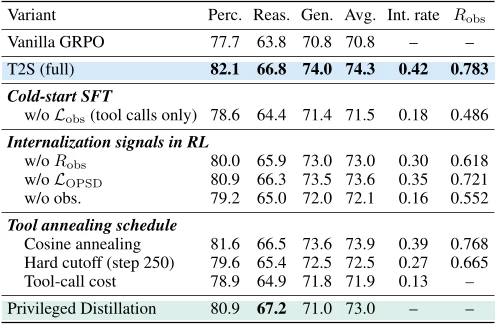 Variant Perc. Reas. Gen. Avg. Int. rate R_obs
Vanilla GRPO 77.7 63.8 70.8 70.8 – –
T2S (full) 82.1 66.8 74.0 74.3 0.42 0.783
Cold-start SFT
w/o L_obs (tool calls only) 78.6 64.4 71.4 71.5 0.18 0.486
Internalization signals in RL
w/o R_obs 80.0 65.9 73.0 73.0 0.30 0.618
w/o L_OPSD 80.9 66.3 73.5 73.6 0.35 0.721
w/o obs. 79.2 65.0 72.0 72.1 0.16 0.552
Tool annealing schedule
Cosine annealing 81.6 66.5 73.6 73.9 0.39 0.768
Hard cutoff (step 250) 79.6 65.4 72.5 72.5 0.27 0.665
Tool-call cost 78.9 64.9 71.8 71.9 0.13 –
Privileged Distillation 80.9 67.2 71.0 73.0 – –